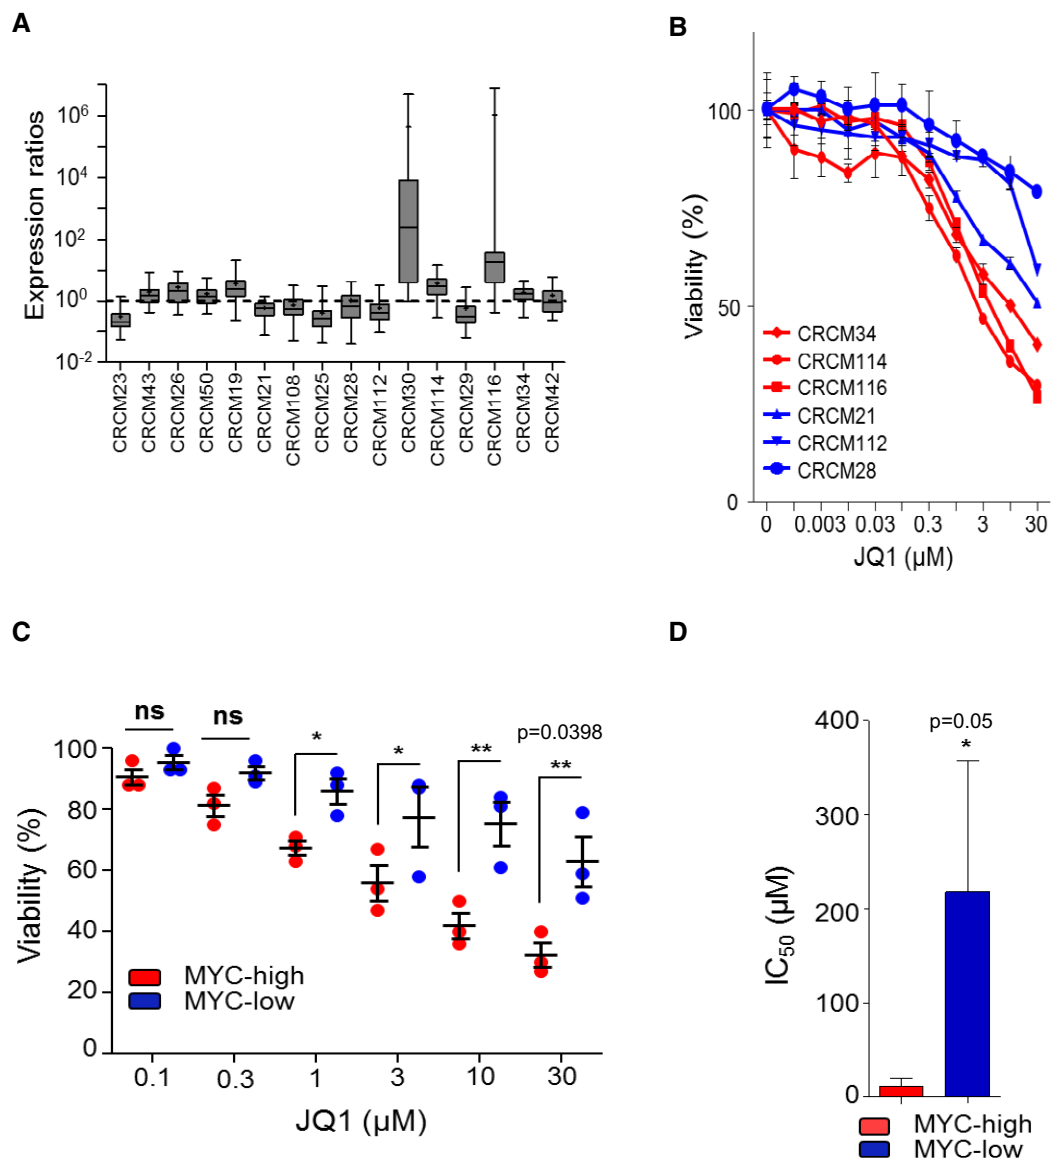 A
Expression ratios
10^6
10^4
10^2
10^0
10^-2
CRCM23
CRCM43
CRCM26
CRCM50
CRCM19
CRCM21
CRCM108
CRCM25
CRCM28
CRCM112
CRCM30
CRCM114
CRCM29
CRCM116
CRCM34
CRCM42
B
Viability (%)
100
50
0
CRCM34
CRCM114
CRCM116
CRCM21
CRCM112
CRCM28
0 0.003 0.03 0.3 3 30
JQ1 (µM)
C
Viability (%)
100
80
60
40
20
0
ns
ns
*
*
**
p=0.0398
**
MYC-high
MYC-low
0.1 0.3 1 3 10 30
JQ1 (µM)
D
IC50 (µM)
400
300
200
100
0
p=0.05
*
MYC-high
MYC-low